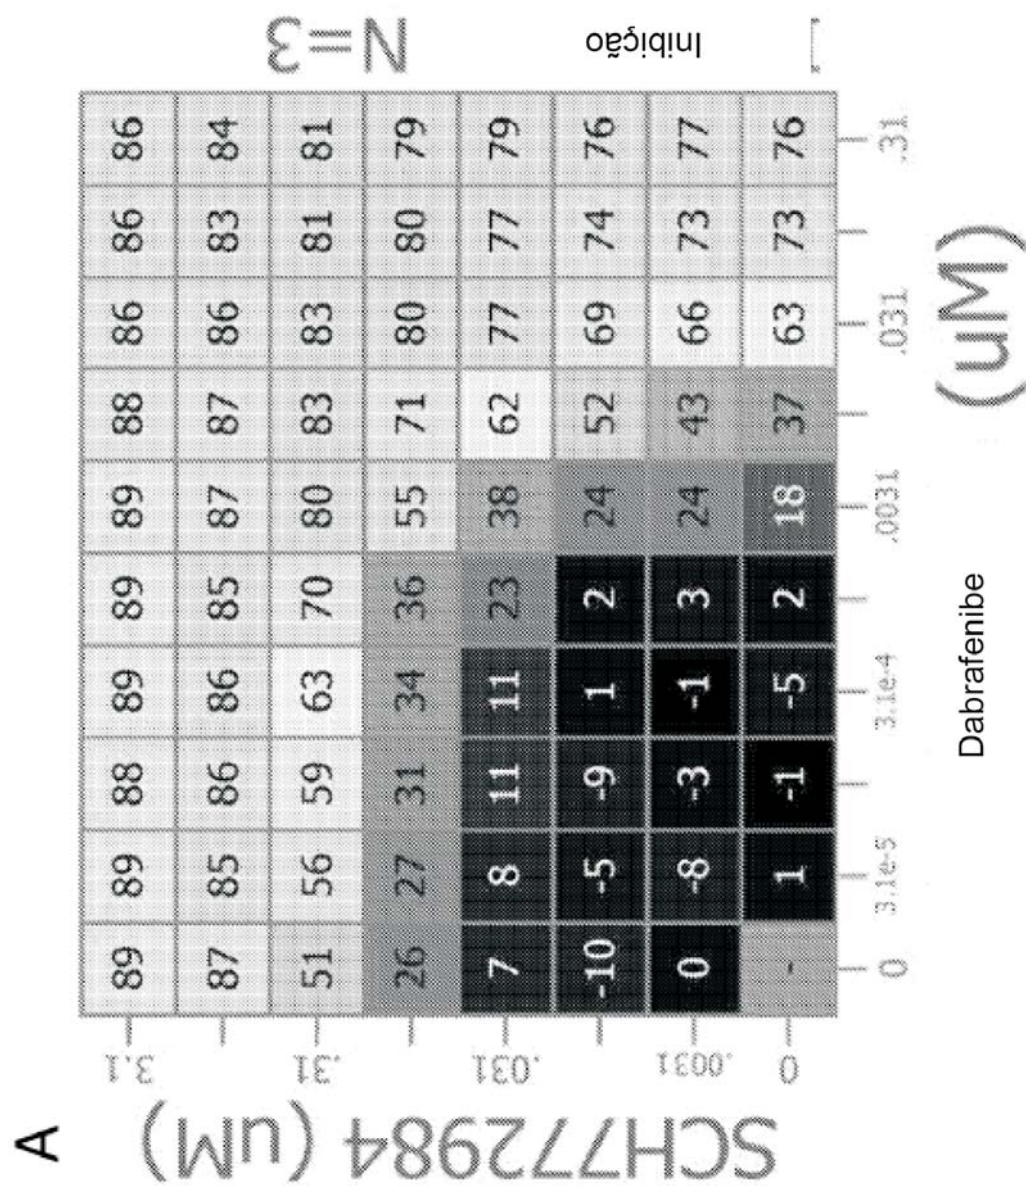 A
SCH772984 (uM)
3.1 89 89 88 89 89 89 88 86 86 86
87 85 86 86 85 87 87 86 83 84
.31 51 56 59 63 70 80 83 83 81 81
26 27 31 34 36 55 71 80 80 79
.031 7 8 11 11 23 38 62 77 77 79
-10 -5 -9 1 2 24 52 69 74 76
.0031 0 -8 -3 -1 3 24 43 66 73 77
0 - 1 -1 -5 2 18 37 63 73 76
0 3.1e-5 3.1e-4 .0031 .031 .31
Dabrafenibe (uM)
N=3
Inibição